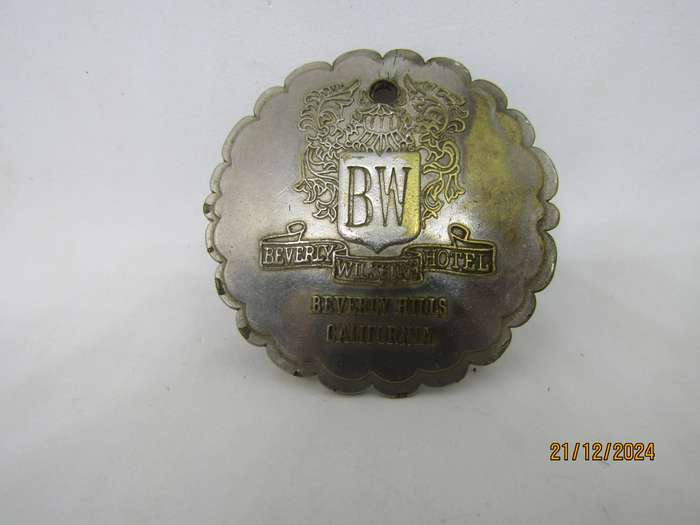 BW
BEVERLY WILSHIRE HOTEL
BEVERLY HILLS
CALIFORNIA
21/12/2024